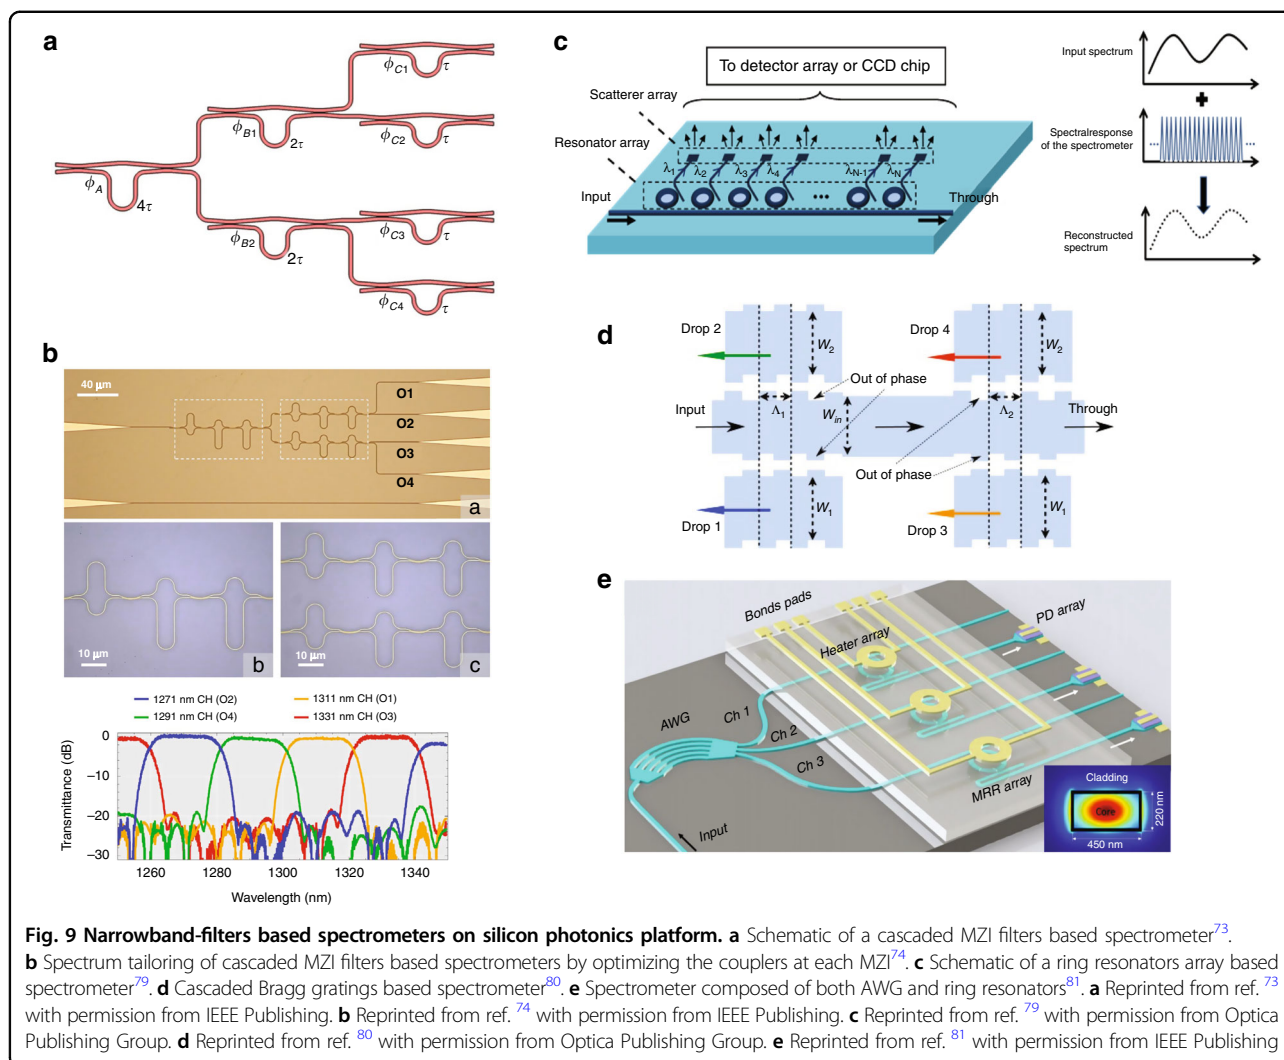 a
ϕA
4τ
ϕB1
2τ
ϕB2
2τ
ϕC1
τ
ϕC2
τ
ϕC3
τ
ϕC4
τ
b
40 µm
O1
O2
O3
O4
a
10 µm
b
10 µm
c
1271 nm CH (O2)
1311 nm CH (O1)
1291 nm CH (O4)
1331 nm CH (O3)
Transmittance (dB)
0
−10
−20
−30
1260
1280
1300
1320
1340
Wavelength (nm)
c
To detector array or CCD chip
Scatterer array
Resonator array
λ1
λ2
λ3
λ4
λN-1
λN
Input
Through
Input spectrum
Spectralresponse
of the spectrometer
Reconstructed
spectrum
d
Drop 2
W2
Drop 4
W2
Out of phase
Input
Λ1
Win
Λ2
Through
Out of phase
Drop 1
W1
Drop 3
W1
e
Bonds pads
Heater array
PD array
AWG
Ch 1
Ch 2
Ch 3
MRR array
Input
Cladding
Core
220 nm
450 nm
Fig. 9 Narrowband-filters based spectrometers on silicon photonics platform. a Schematic of a cascaded MZI filters based spectrometer73.
b Spectrum tailoring of cascaded MZI filters based spectrometers by optimizing the couplers at each MZI74. c Schematic of a ring resonators array based
spectrometer79. d Cascaded Bragg gratings based spectrometer80. e Spectrometer composed of both AWG and ring resonators81. a Reprinted from ref. 73
with permission from IEEE Publishing. b Reprinted from ref. 74 with permission from IEEE Publishing. c Reprinted from ref. 79 with permission from Optica
Publishing Group. d Reprinted from ref. 80 with permission from Optica Publishing Group. e Reprinted from ref. 81 with permission from IEEE Publishing